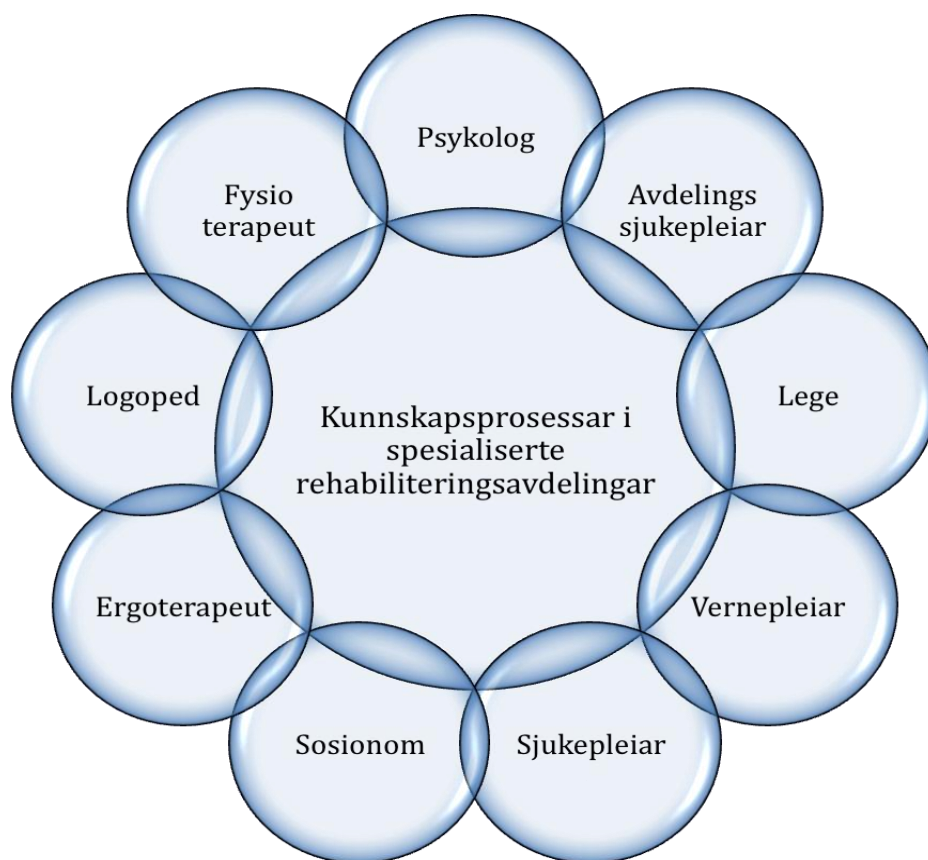 Psykolog
Avdelings
sjukepleiar
Lege
Vernepleiar
Sjukepleiar
Sosionom
Ergoterapeut
Logoped
Fysio
terapeut
Kunnskapsprosessar i
spesialiserte
rehabiliteringsavdelingar